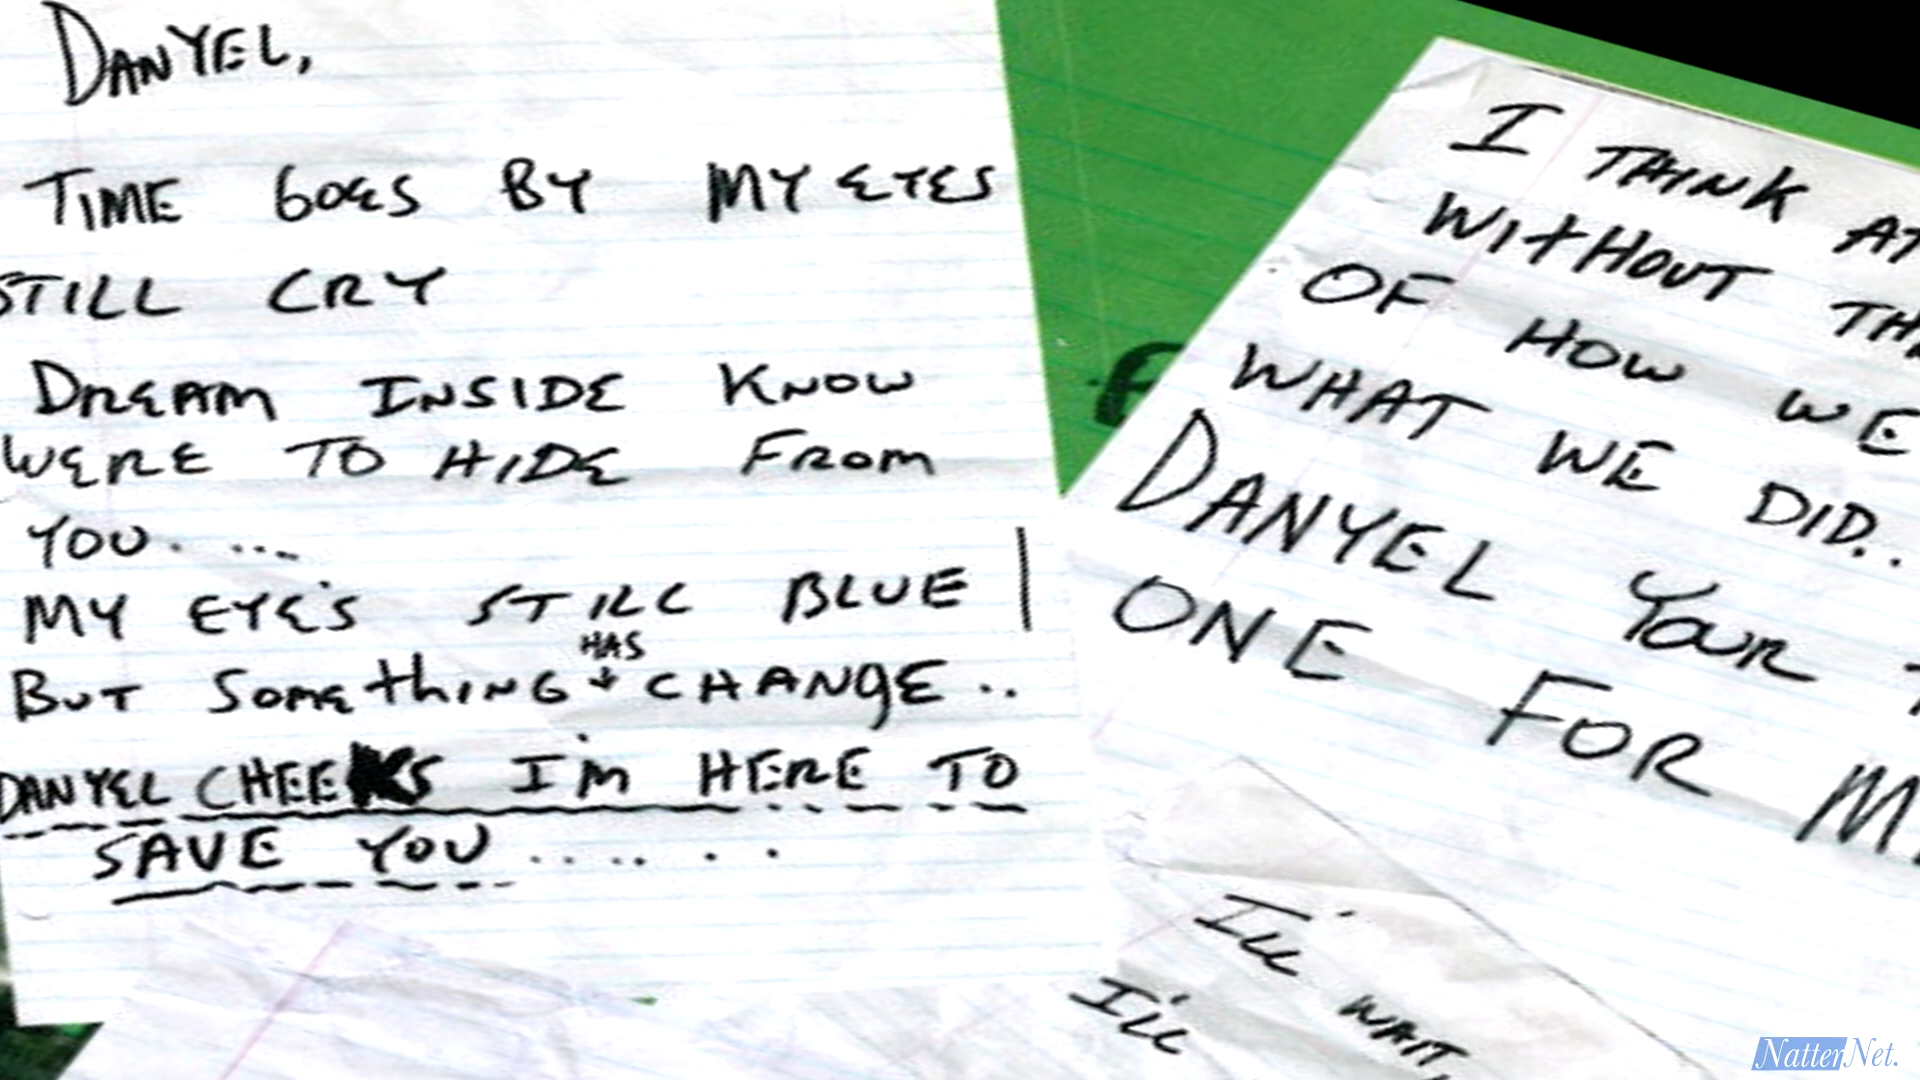 DANYEL,
TIME GOES BY MY EYES
STILL CRY
DREAM INSIDE KNOW
WERE TO HIDE FROM
YOU. ...
MY EYE'S STILL BLUE
HAS
BUT SOMETHING CHANGE..
DANYEL CHEEKS I'M HERE TO
SAVE YOU .......
I THINK
WITHOUT
OF HOW WE
WHAT WE DID..
DANYEL YOUR
ONE FOR
I'LL WAIT,
I'LL
NatterNet.